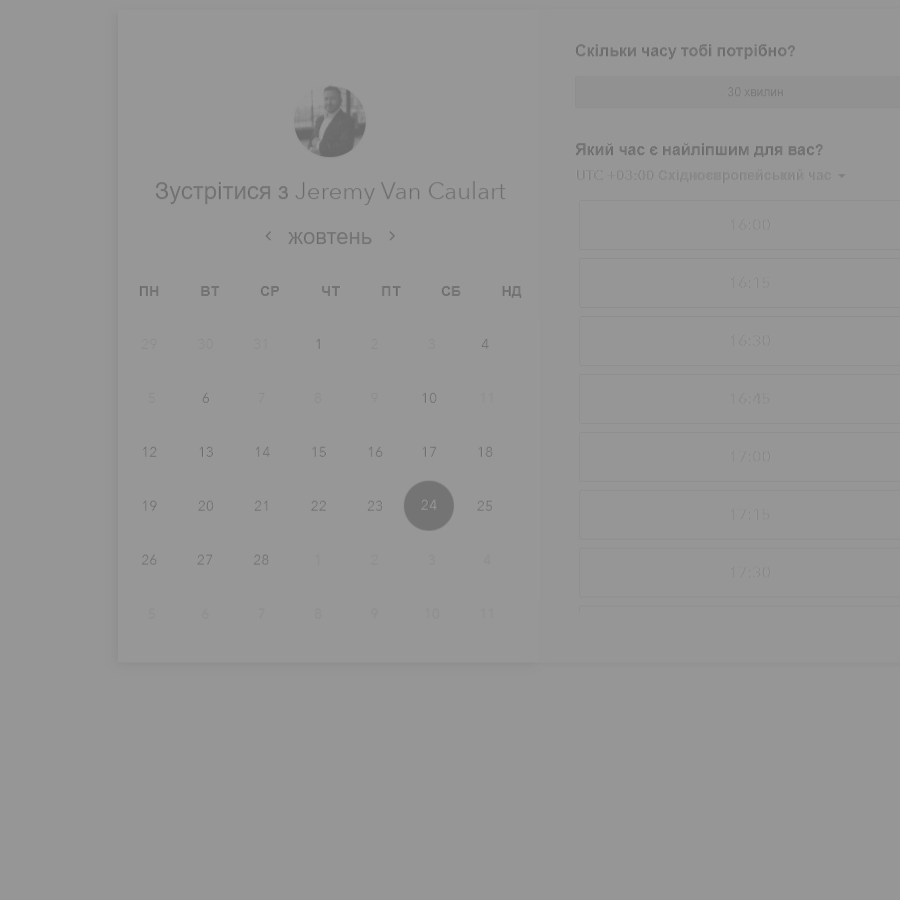 Зустрітися з Jeremy Van Caulart
жовтень
ПН ВТ СР ЧТ ПТ СБ НД
29 30 31 1 2 3 4
5 6 7 8 9 10 11
12 13 14 15 16 17 18
19 20 21 22 23 24 25
26 27 28 1 2 3 4
5 6 7 8 9 10 11
Скільки часу тобі потрібно?
30 хвилин
Який час є найліпшим для вас?
UTC +03:00 Східноєвропейський час
16:00
16:15
16:30
16:45
17:00
17:15
17:30